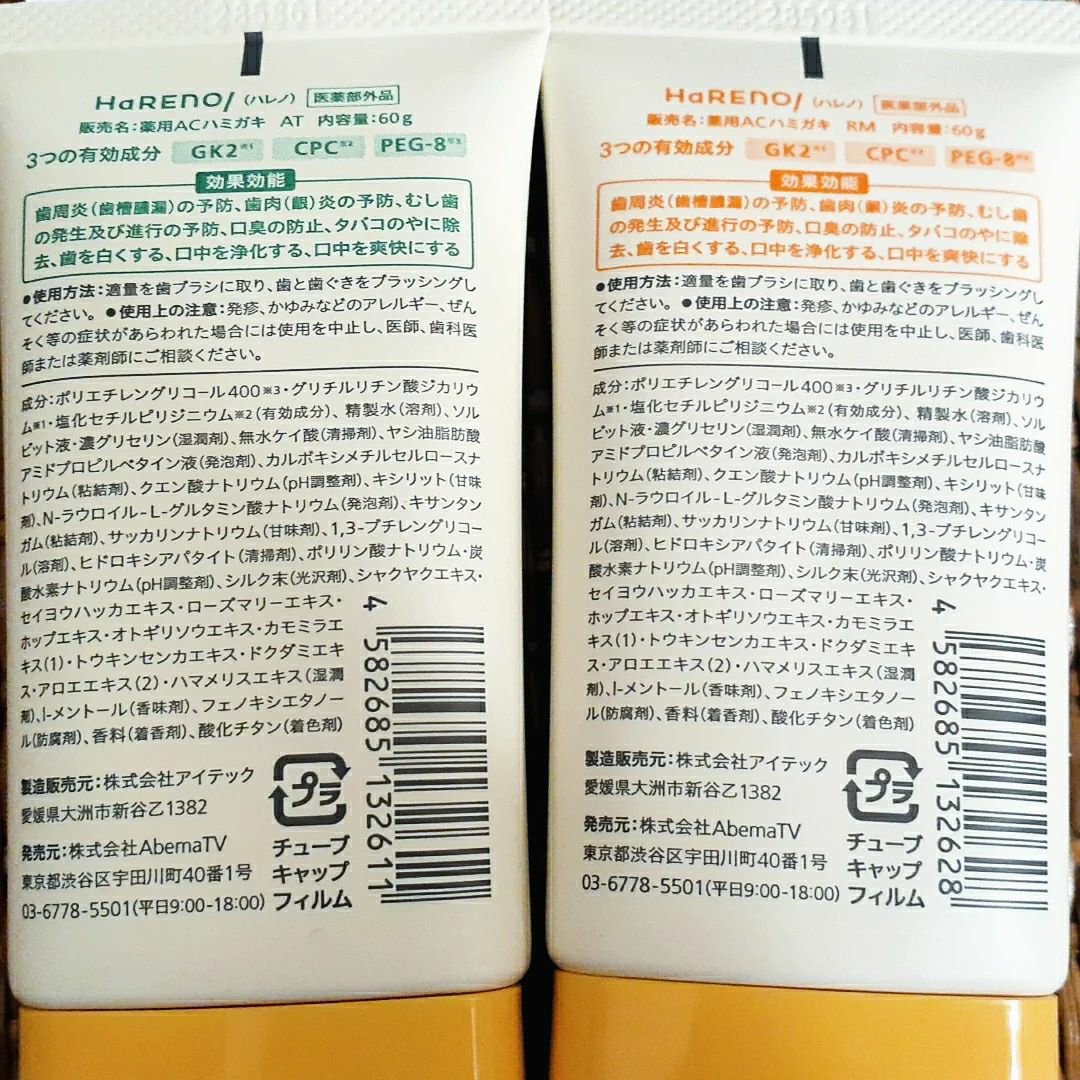 285361
HaRENO/ (ハレノ) 医薬部外品
販売名:薬用ACハミガキ AT 内容量:60g
3つの有効成分 GK2※1 CPC※2 PEG-8※3
効果効能
歯周炎(歯槽膿漏)の予防、歯肉(齦)炎の予防、むし歯
の発生及び進行の予防、口臭の防止、タバコのやに除
去、歯を白くする、口中を浄化する、口中を爽快にする
●使用方法:適量を歯ブラシに取り、歯と歯ぐきをブラッシングし
てください。●使用上の注意:発疹、かゆみなどのアレルギー、ぜん
そく等の症状があらわれた場合には使用を中止し、医師、歯科医
師または薬剤師にご相談ください。
成分:ポリエチレングリコール400※3・グリチルリチン酸ジカリウ
ム※1・塩化セチルピリジニウム※2(有効成分)、精製水(溶剤)、ソル
ビット液・濃グリセリン(湿潤剤)、無水ケイ酸(清掃剤)、ヤシ油脂肪酸
アミドプロピルベタイン液(発泡剤)、カルボキシメチルセルロースナ
トリウム(粘結剤)、クエン酸ナトリウム(pH調整剤)、キシリット(甘味
剤)、N-ラウロイル-L-グルタミン酸ナトリウム(発泡剤)、キサンタン
ガム(粘結剤)、サッカリンナトリウム(甘味剤)、1,3-ブチレングリコー
ル(溶剤)、ヒドロキシアパタイト(清掃剤)、ポリリン酸ナトリウム・炭
酸水素ナトリウム(pH調整剤)、シルク末(光沢剤)、シャクヤクエキス・
セイヨウハッカエキス・ローズマリーエキス・
ホップエキス・オトギリソウエキス・カモミラエ
キス(1)・トウキンセンカエキス・ドクダミエキ
ス・アロエエキス(2)・ハマメリスエキス(湿潤
剤)、l-メントール(香味剤)、フェノキシエタノー
ル(防腐剤)、香料(着香剤)、酸化チタン(着色剤)
4 582685 132611
製造販売元:株式会社アイテック
愛媛県大洲市新谷乙1382
発売元:株式会社AbemaTV
東京都渋谷区宇田川町40番1号
03-6778-5501(平日9:00-18:00)
プラ
チューブ
キャップ
フィルム
285081
HaRENO/ (ハレノ) 医薬部外品
販売名:薬用ACハミガキ RM 内容量:60g
3つの有効成分 GK2※1 CPC※2 PEG-8※3
効果効能
歯周炎(歯槽膿漏)の予防、歯肉(齦)炎の予防、むし歯
の発生及び進行の予防、口臭の防止、タバコのやに除
去、歯を白くする、口中を浄化する、口中を爽快にする
●使用方法:適量を歯ブラシに取り、歯と歯ぐきをブラッシングし
てください。●使用上の注意:発疹、かゆみなどのアレルギー、ぜん
そく等の症状があらわれた場合には使用を中止し、医師、歯科医
師または薬剤師にご相談ください。
成分:ポリエチレングリコール400※3・グリチルリチン酸ジカリウ
ム※1・塩化セチルピリジニウム※2(有効成分)、精製水(溶剤)、ソル
ビット液・濃グリセリン(湿潤剤)、無水ケイ酸(清掃剤)、ヤシ油脂肪酸
アミドプロピルベタイン液(発泡剤)、カルボキシメチルセルロースナ
トリウム(粘結剤)、クエン酸ナトリウム(pH調整剤)、キシリット(甘味
剤)、N-ラウロイル-L-グルタミン酸ナトリウム(発泡剤)、キサンタン
ガム(粘結剤)、サッカリンナトリウム(甘味剤)、1,3-ブチレングリコー
ル(溶剤)、ヒドロキシアパタイト(清掃剤)、ポリリン酸ナトリウム・炭
酸水素ナトリウム(pH調整剤)、シルク末(光沢剤)、シャクヤクエキス・
セイヨウハッカエキス・ローズマリーエキス・
ホップエキス・オトギリソウエキス・カモミラエ
キス(1)・トウキンセンカエキス・ドクダミエキ
ス・アロエエキス(2)・ハマメリスエキス(湿潤
剤)、l-メントール(香味剤)、フェノキシエタノー
ル(防腐剤)、香料(着香剤)、酸化チタン(着色剤)
4 582685 132628
製造販売元:株式会社アイテック
愛媛県大洲市新谷乙1382
発売元:株式会社AbemaTV
東京都渋谷区宇田川町40番1号
03-6778-5501(平日9:00-18:00)
プラ
チューブ
キャップ
フィルム